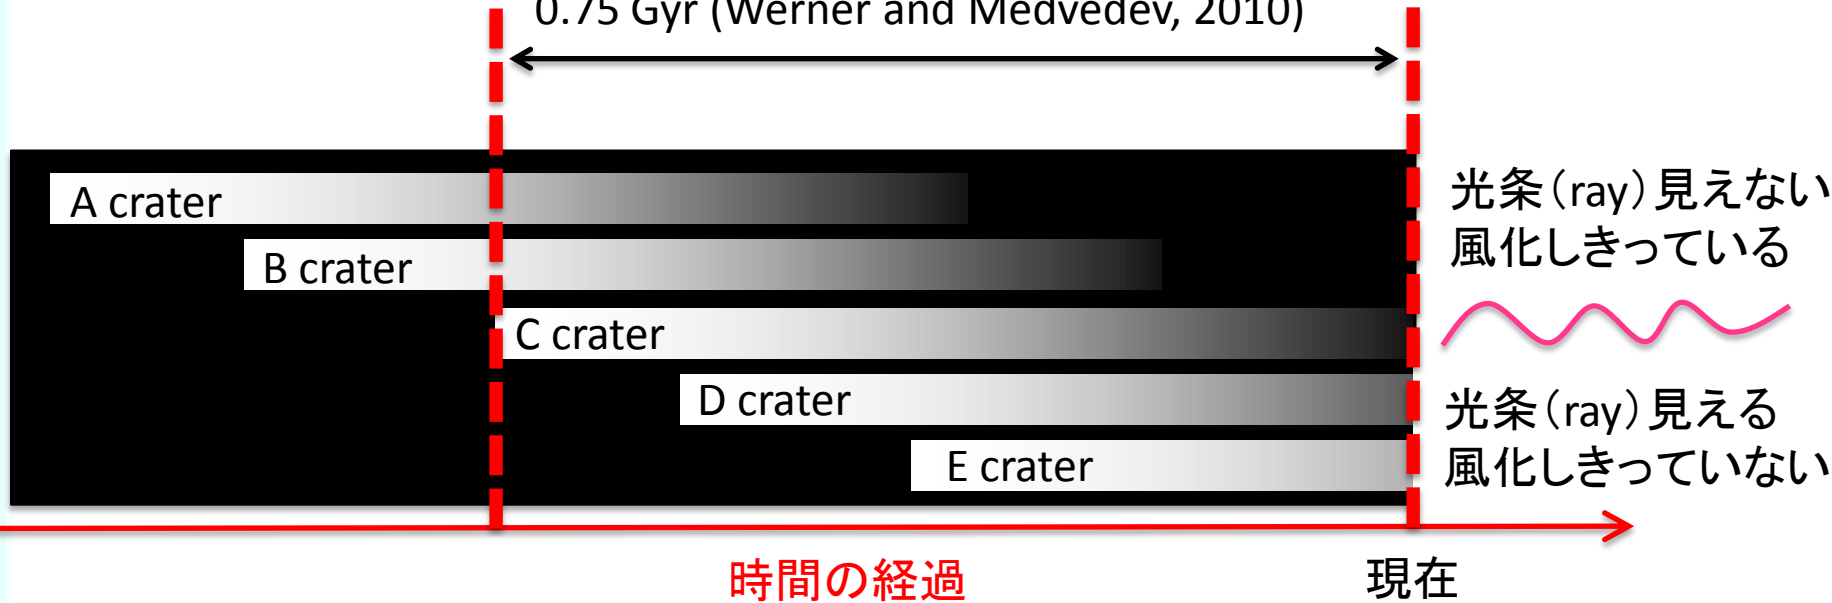 0.75 Gyr (Werner and Medvedev, 2010)
A crater
B crater
C crater
D crater
E crater
光条(ray)見えない
風化しきっている
光条(ray)見える
風化しきっていない
時間の経過
現在